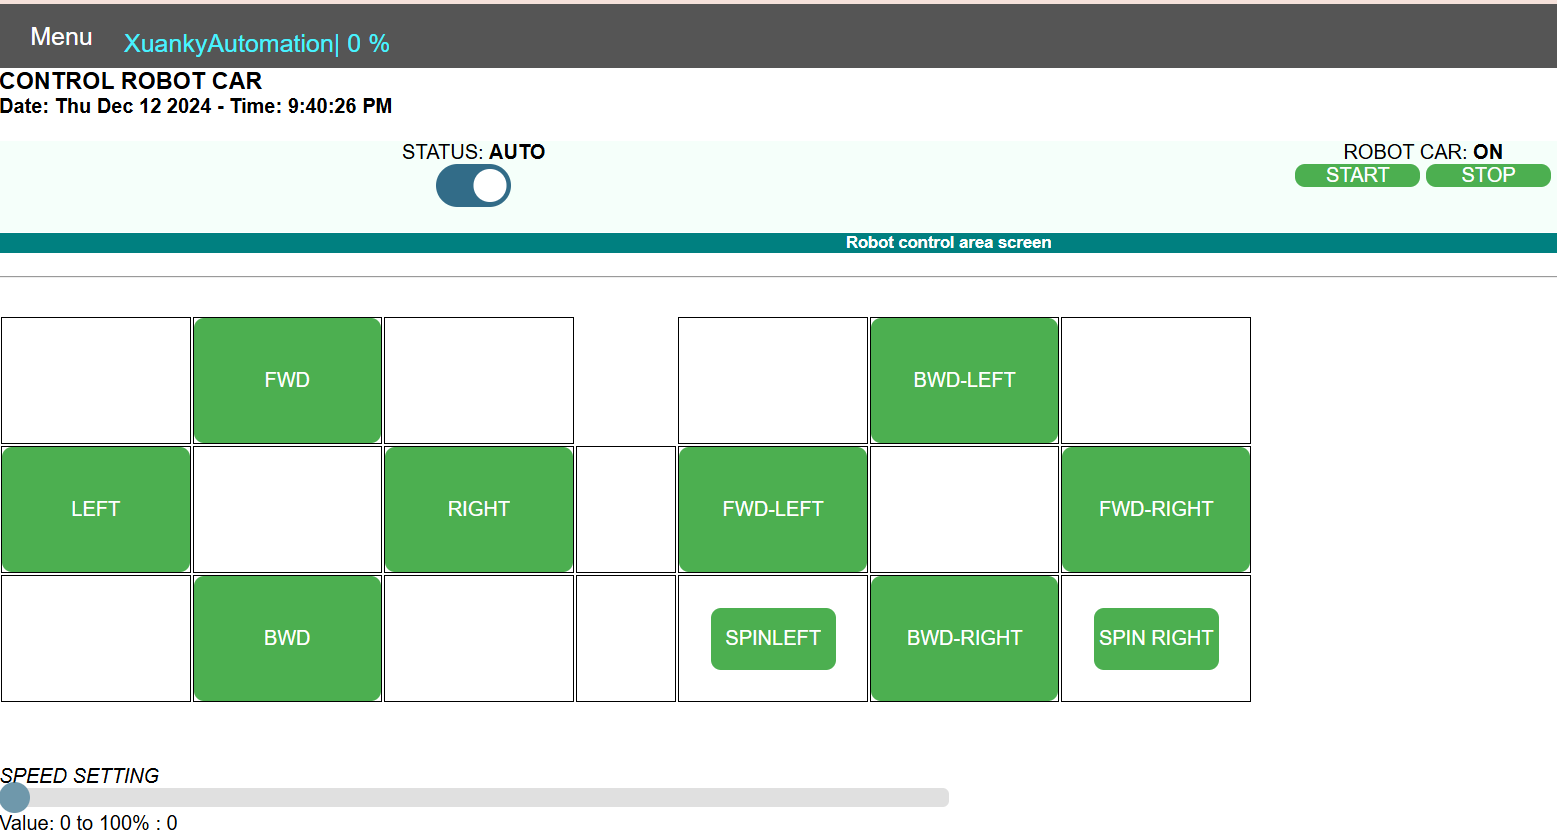 Menu XuankyAutomation| 0 %
CONTROL ROBOT CAR
Date: Thu Dec 12 2024 - Time: 9:40:26 PM
STATUS: AUTO
ROBOT CAR: ON
START STOP
Robot control area screen
FWD BWD-LEFT
LEFT RIGHT FWD-LEFT FWD-RIGHT
BWD SPINLEFT BWD-RIGHT SPIN RIGHT
SPEED SETTING
Value: 0 to 100% : 0